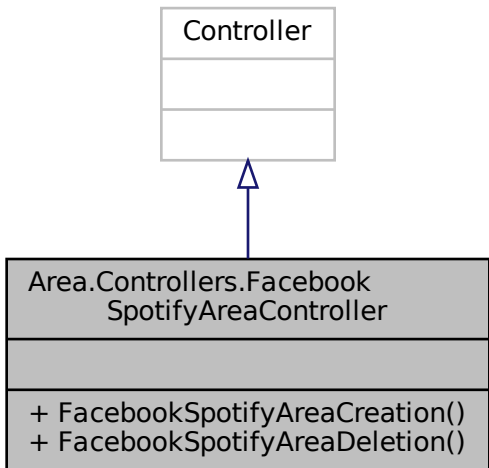 Controller
Area.Controllers.Facebook
SpotifyAreaController
+ FacebookSpotifyAreaCreation()
+ FacebookSpotifyAreaDeletion()